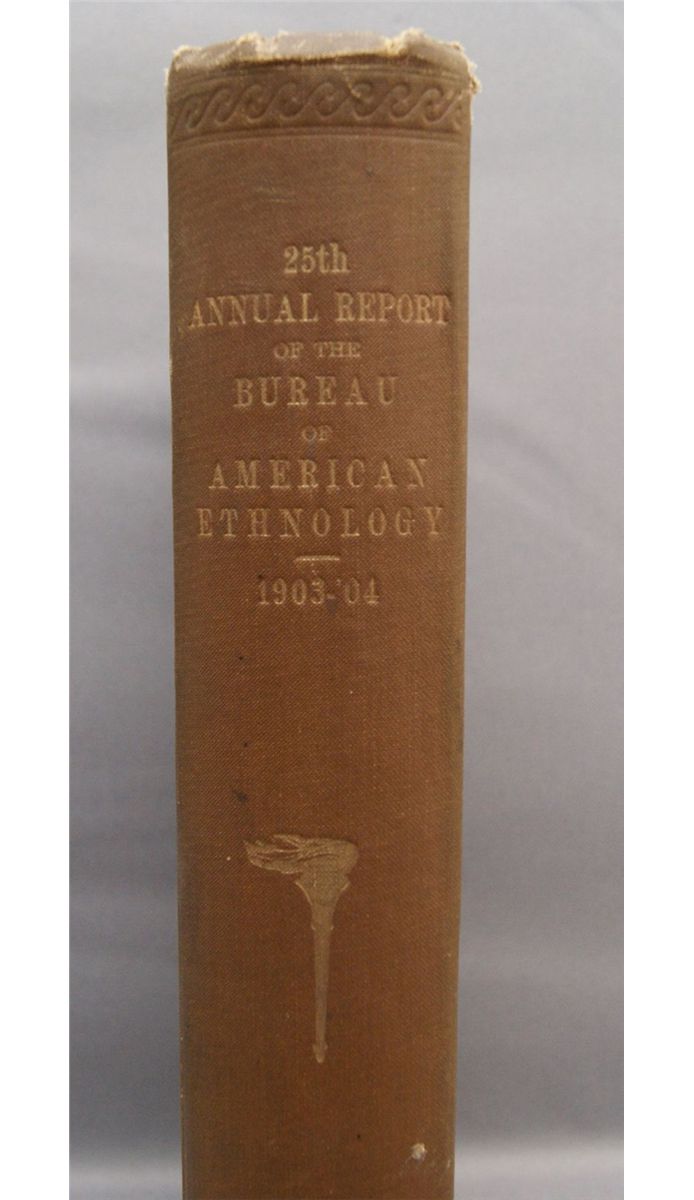 25th
ANNUAL REPORT
OF THE
BUREAU
OF
AMERICAN
ETHNOLOGY
1903-'04